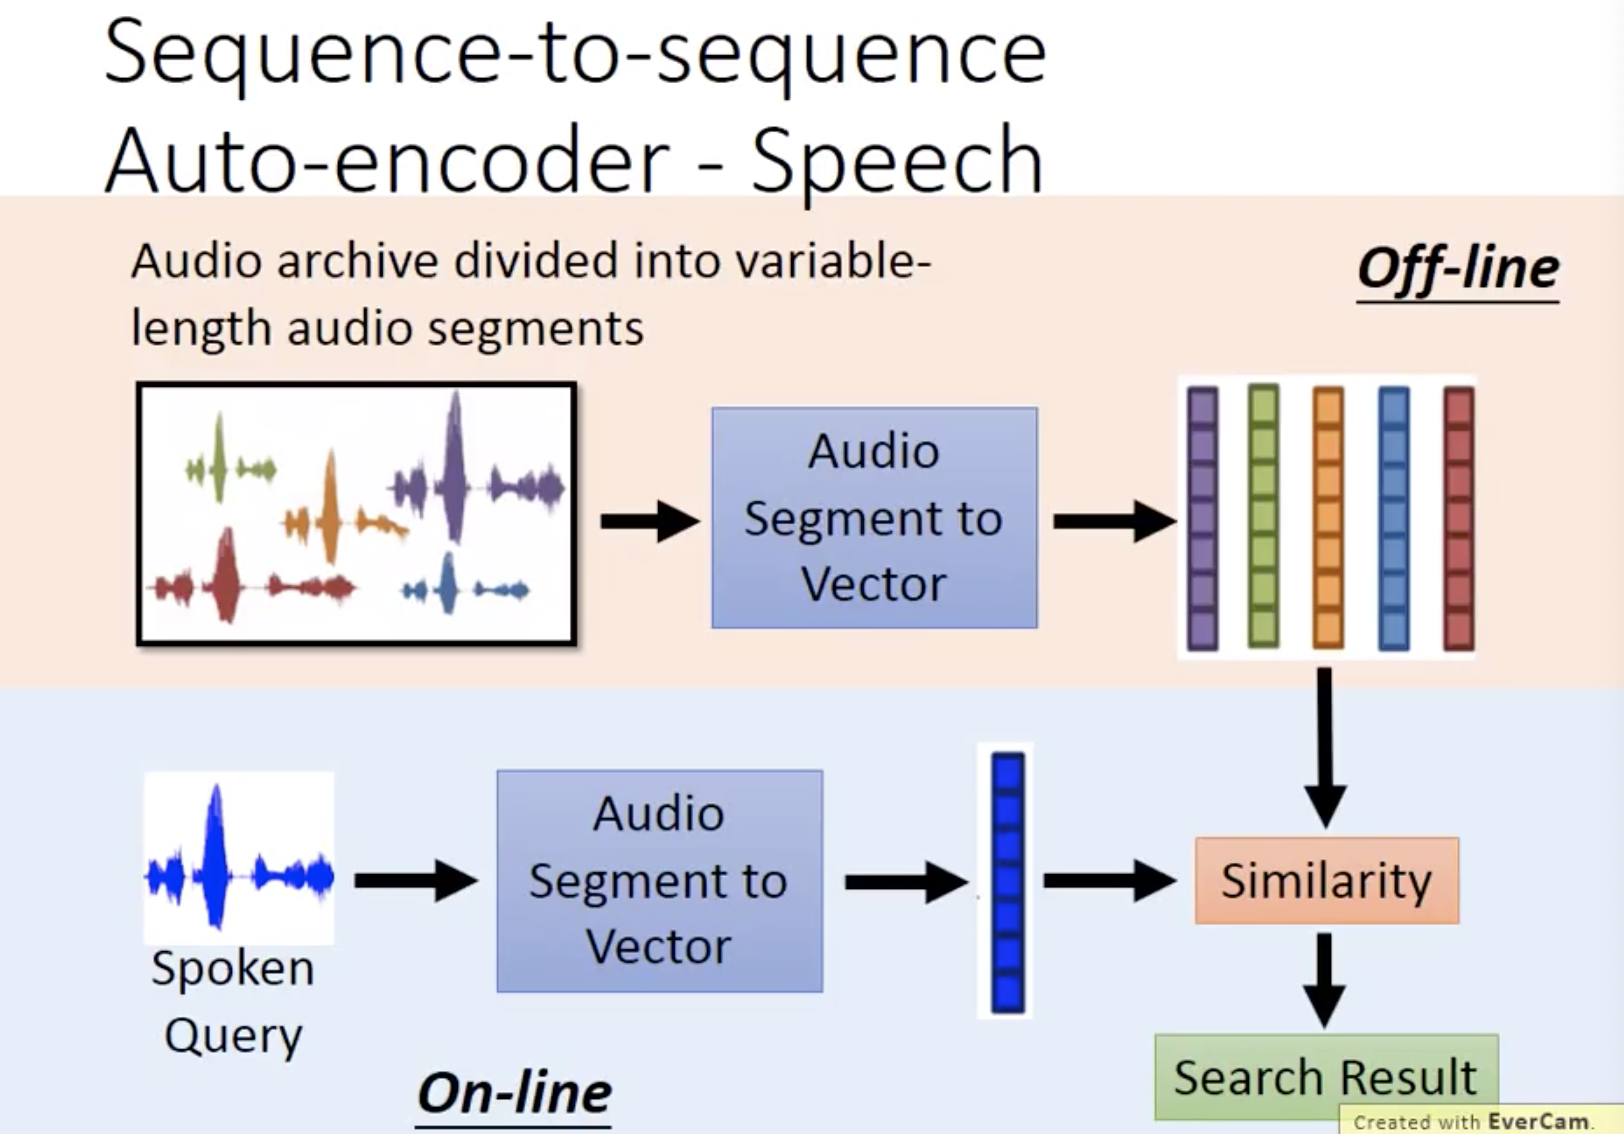 Sequence-to-sequence
Auto-encoder - Speech
Audio archive divided into variable-
length audio segments
Off-line
Audio
Segment to
Vector
Audio
Segment to
Vector
Similarity
Spoken
Query
On-line
Search Result
Created with EverCam.